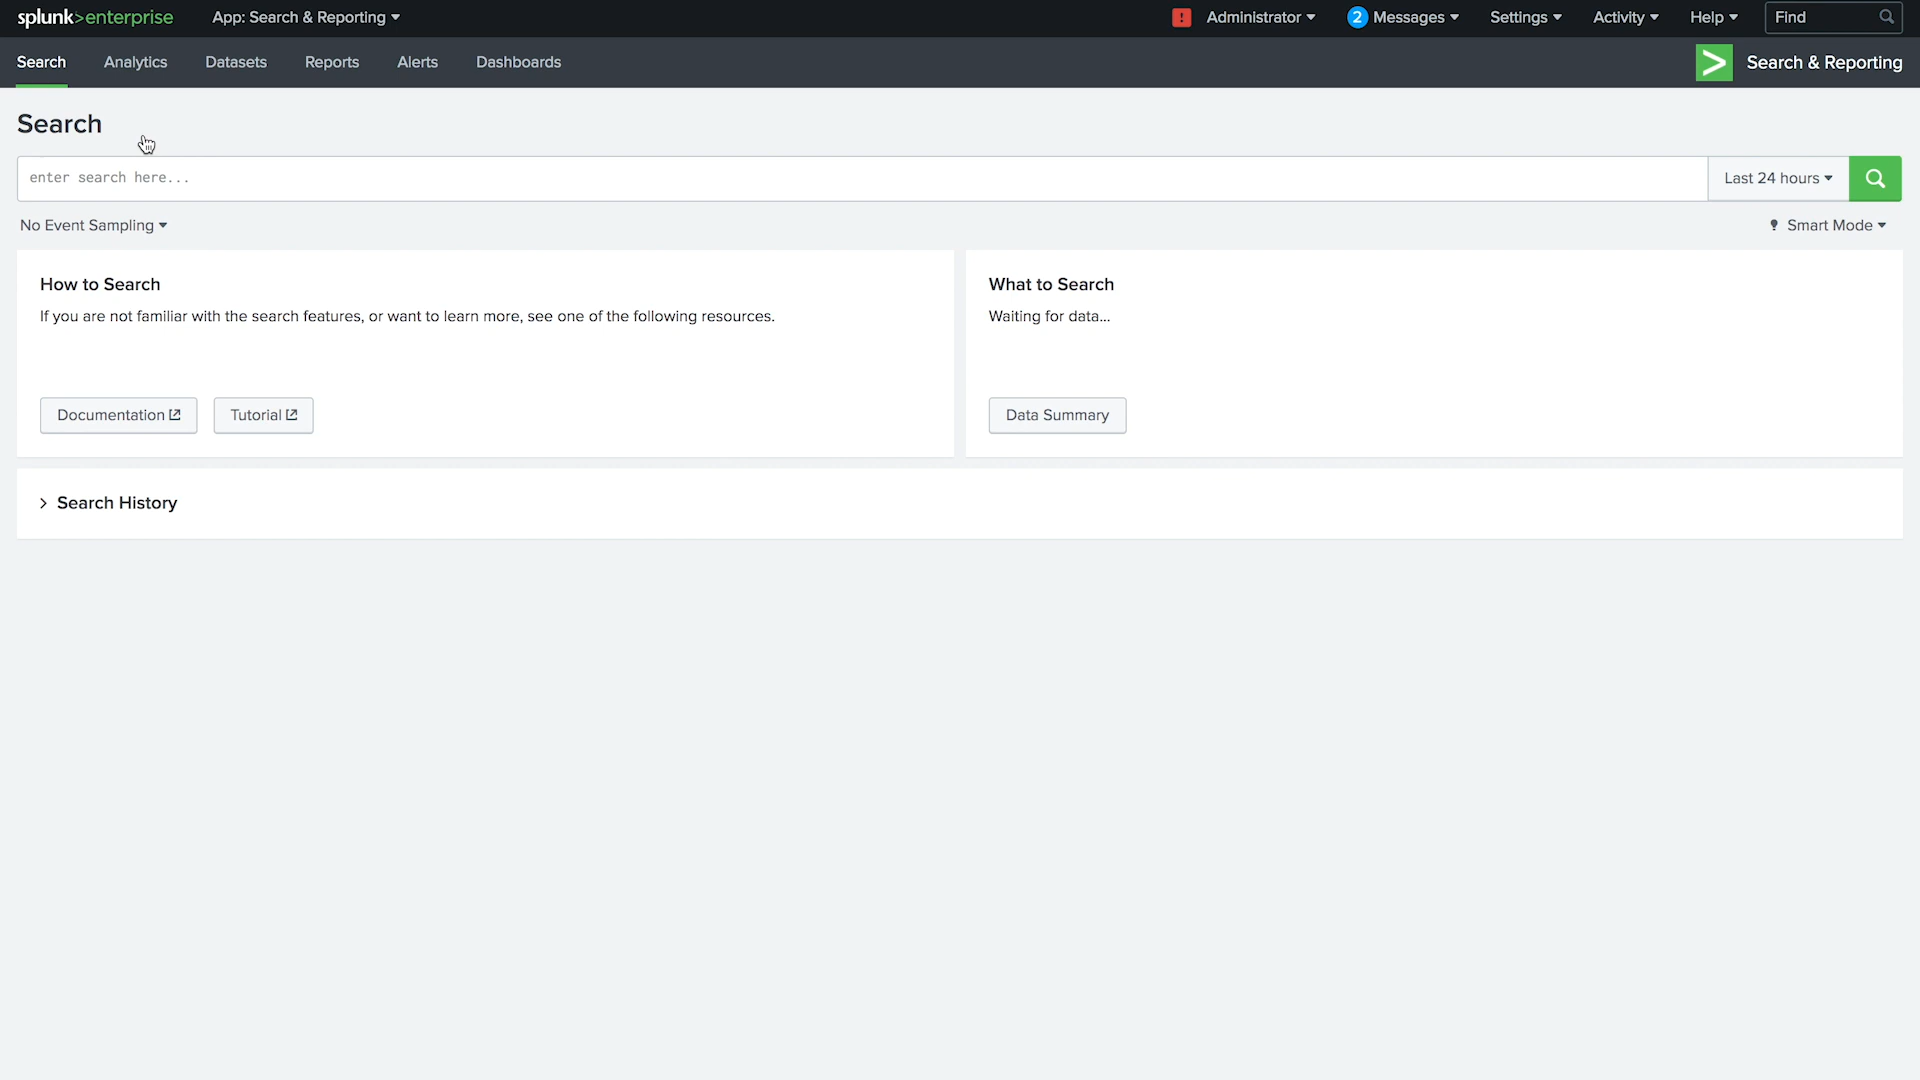 splunk>enterprise App: Search & Reporting ! Administrator 2 Messages Settings Activity Help Find
Search Analytics Datasets Reports Alerts Dashboards > Search & Reporting
Search
enter search here... Last 24 hours
No Event Sampling Smart Mode
How to Search
If you are not familiar with the search features, or want to learn more, see one of the following resources.
Documentation Tutorial
What to Search
Waiting for data...
Data Summary
> Search History